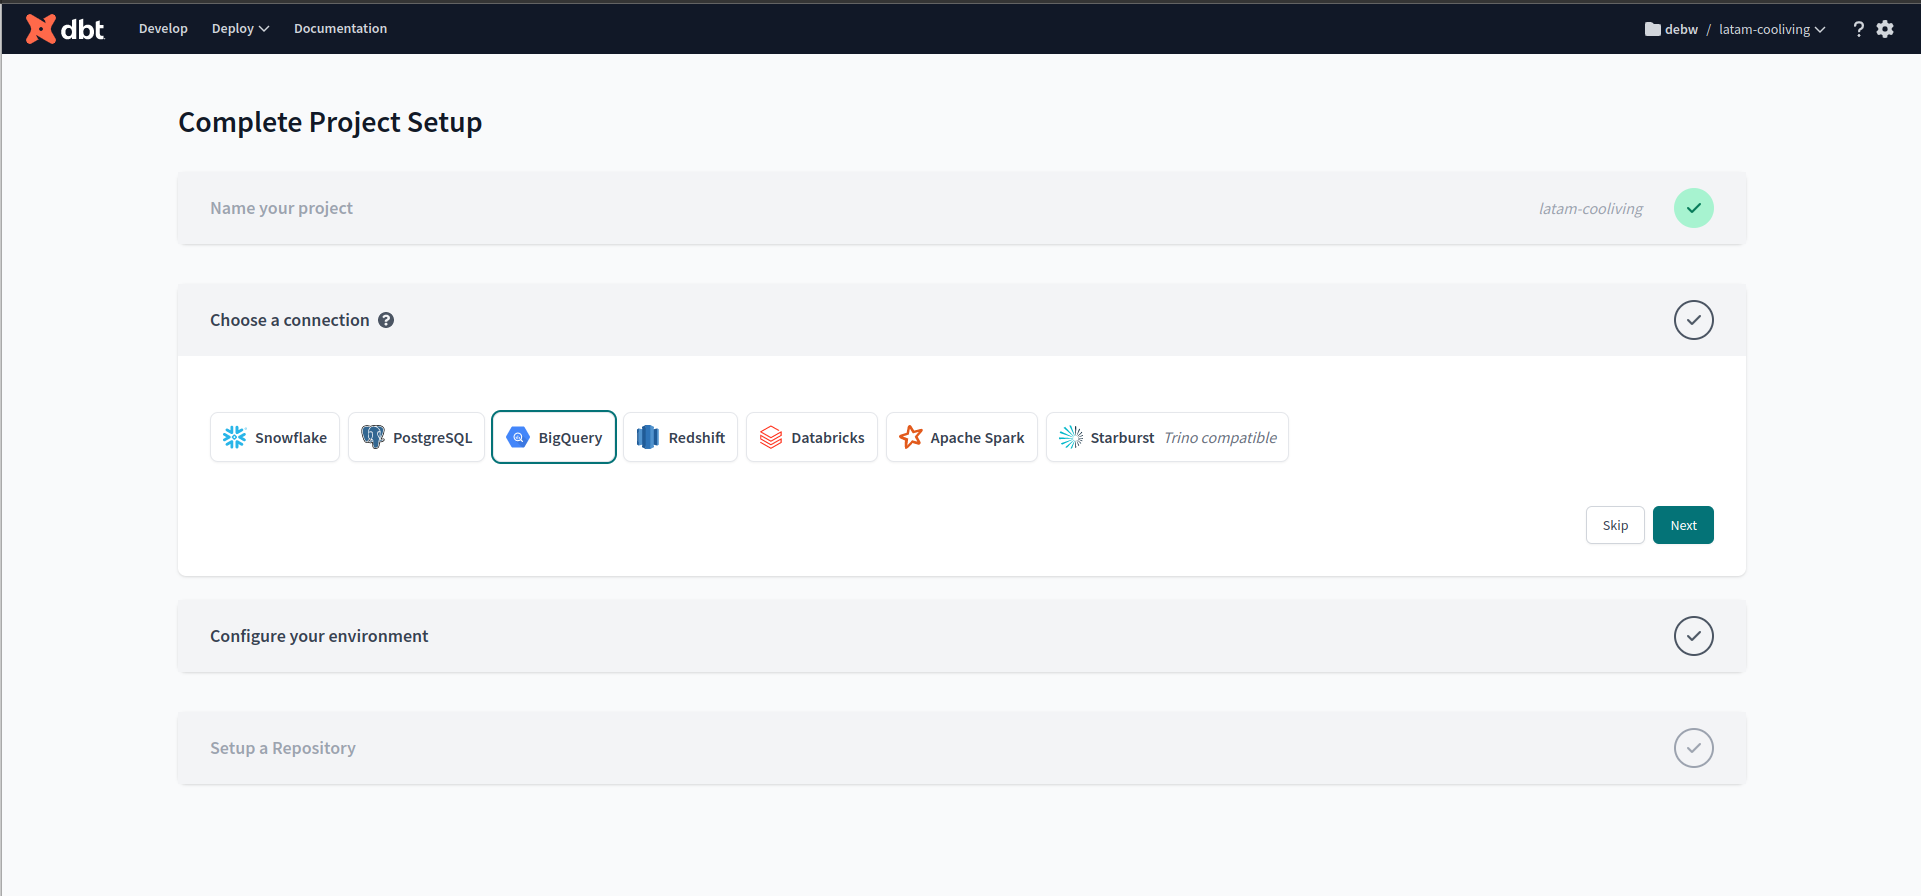 dbt Develop Deploy Documentation debw / latam-cooliving ?
Complete Project Setup
Name your project latam-cooliving
Choose a connection ?
Snowflake PostgreSQL BigQuery Redshift Databricks Apache Spark Starburst Trino compatible
Skip Next
Configure your environment
Setup a Repository